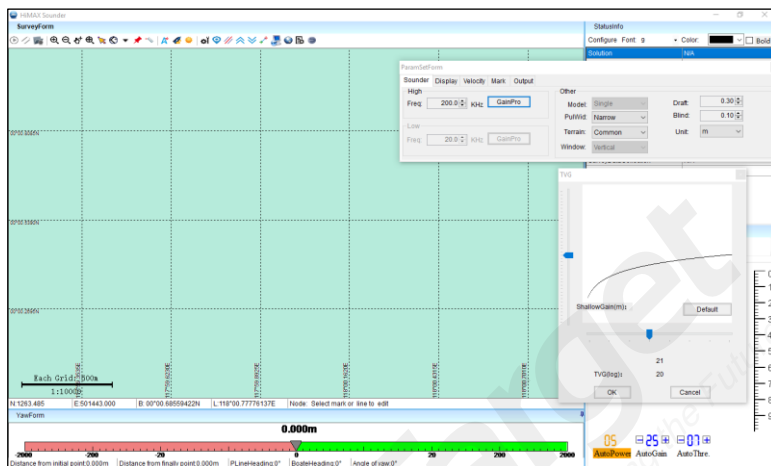 HiMAX Sounder
SurveyForm
StatusInfo
Configure Font 9 Color: Bold
Solution N/A
ParamSetForm
Sounder Display Velocity Mark Output
High
Freq: 200.0 KHz GainPro
Low
Freq: 20.0 KHz GainPro
Other
Model: Single Draft: 0.30
PulWid: Narrow Blind: 0.10
Terrain: Common Unit: m
Window: Vertical
TVG
ShallowGain(m):
Default
21
TVG(log): 20
OK Cancel
Each Grid: 500m
1:10000
N:1263.485 E:501443.000 B: 00°00.68559422N L:118°00.77776137E Node: Select mark or line to edit
YawForm
0.000m
-2000 -200 -20 0 20 200 2000
Distance from initial point:0.000m Distance from finally point:0.000m PLineHeading:0° BoateHeading:0° Angle of yaw:0°
05 25 07
AutoPower AutoGain AutoThre.